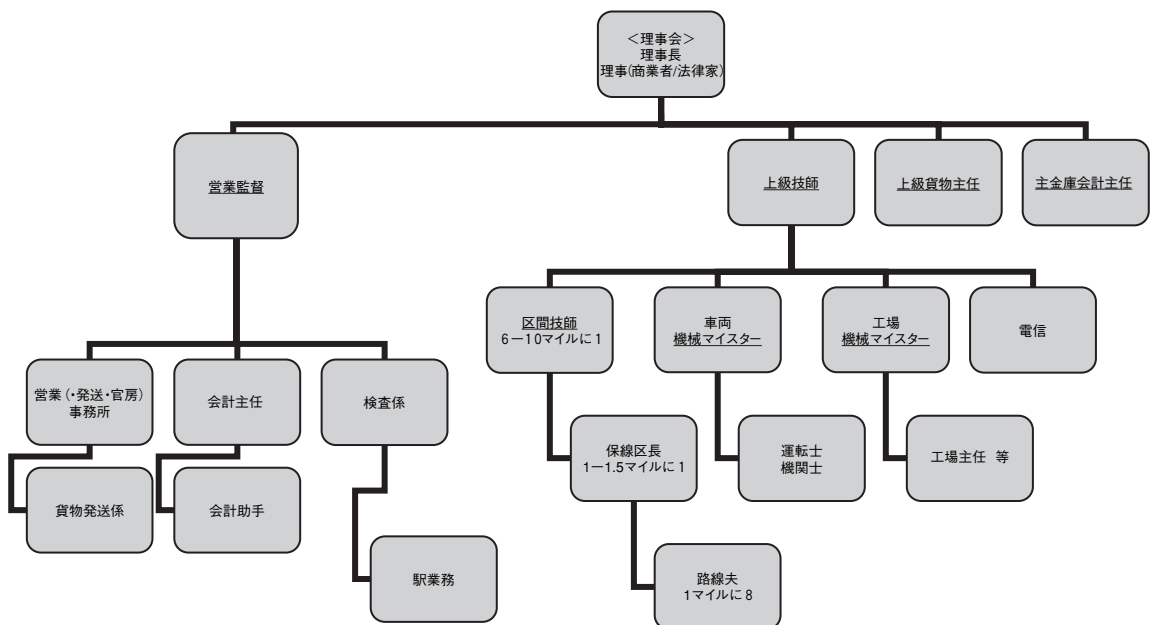 ＜理事会＞
理事長
理事(商業者/法律家)
営業監督
上級技師
上級貨物主任
主金庫会計主任
区間技師
6－10マイルに1
車両
機械マイスター
工場
機械マイスター
電信
営業（・発送・官房）
事務所
会計主任
検査係
保線区長
1－1.5マイルに1
運転士
機関士
工場主任 等
貨物発送係
会計助手
駅業務
路線夫
1マイルに8